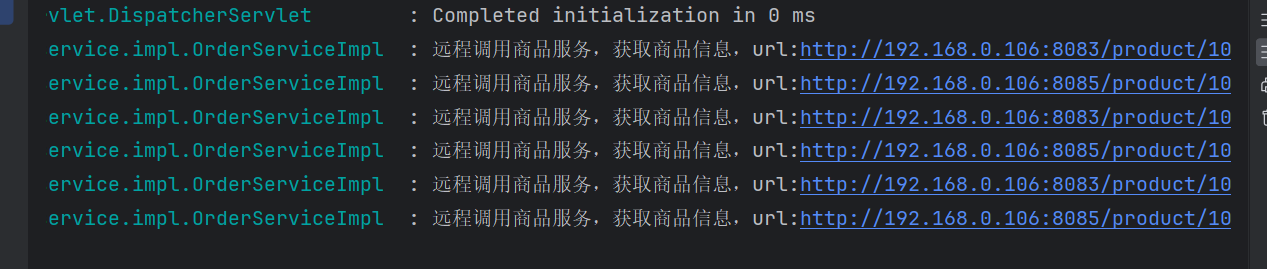 vlet.DispatcherServlet : Completed initialization in 0 ms
ervice.impl.OrderServiceImpl : 远程调用商品服务，获取商品信息，url:http://192.168.0.106:8083/product/10
ervice.impl.OrderServiceImpl : 远程调用商品服务，获取商品信息，url:http://192.168.0.106:8085/product/10
ervice.impl.OrderServiceImpl : 远程调用商品服务，获取商品信息，url:http://192.168.0.106:8083/product/10
ervice.impl.OrderServiceImpl : 远程调用商品服务，获取商品信息，url:http://192.168.0.106:8085/product/10
ervice.impl.OrderServiceImpl : 远程调用商品服务，获取商品信息，url:http://192.168.0.106:8083/product/10
ervice.impl.OrderServiceImpl : 远程调用商品服务，获取商品信息，url:http://192.168.0.106:8085/product/10